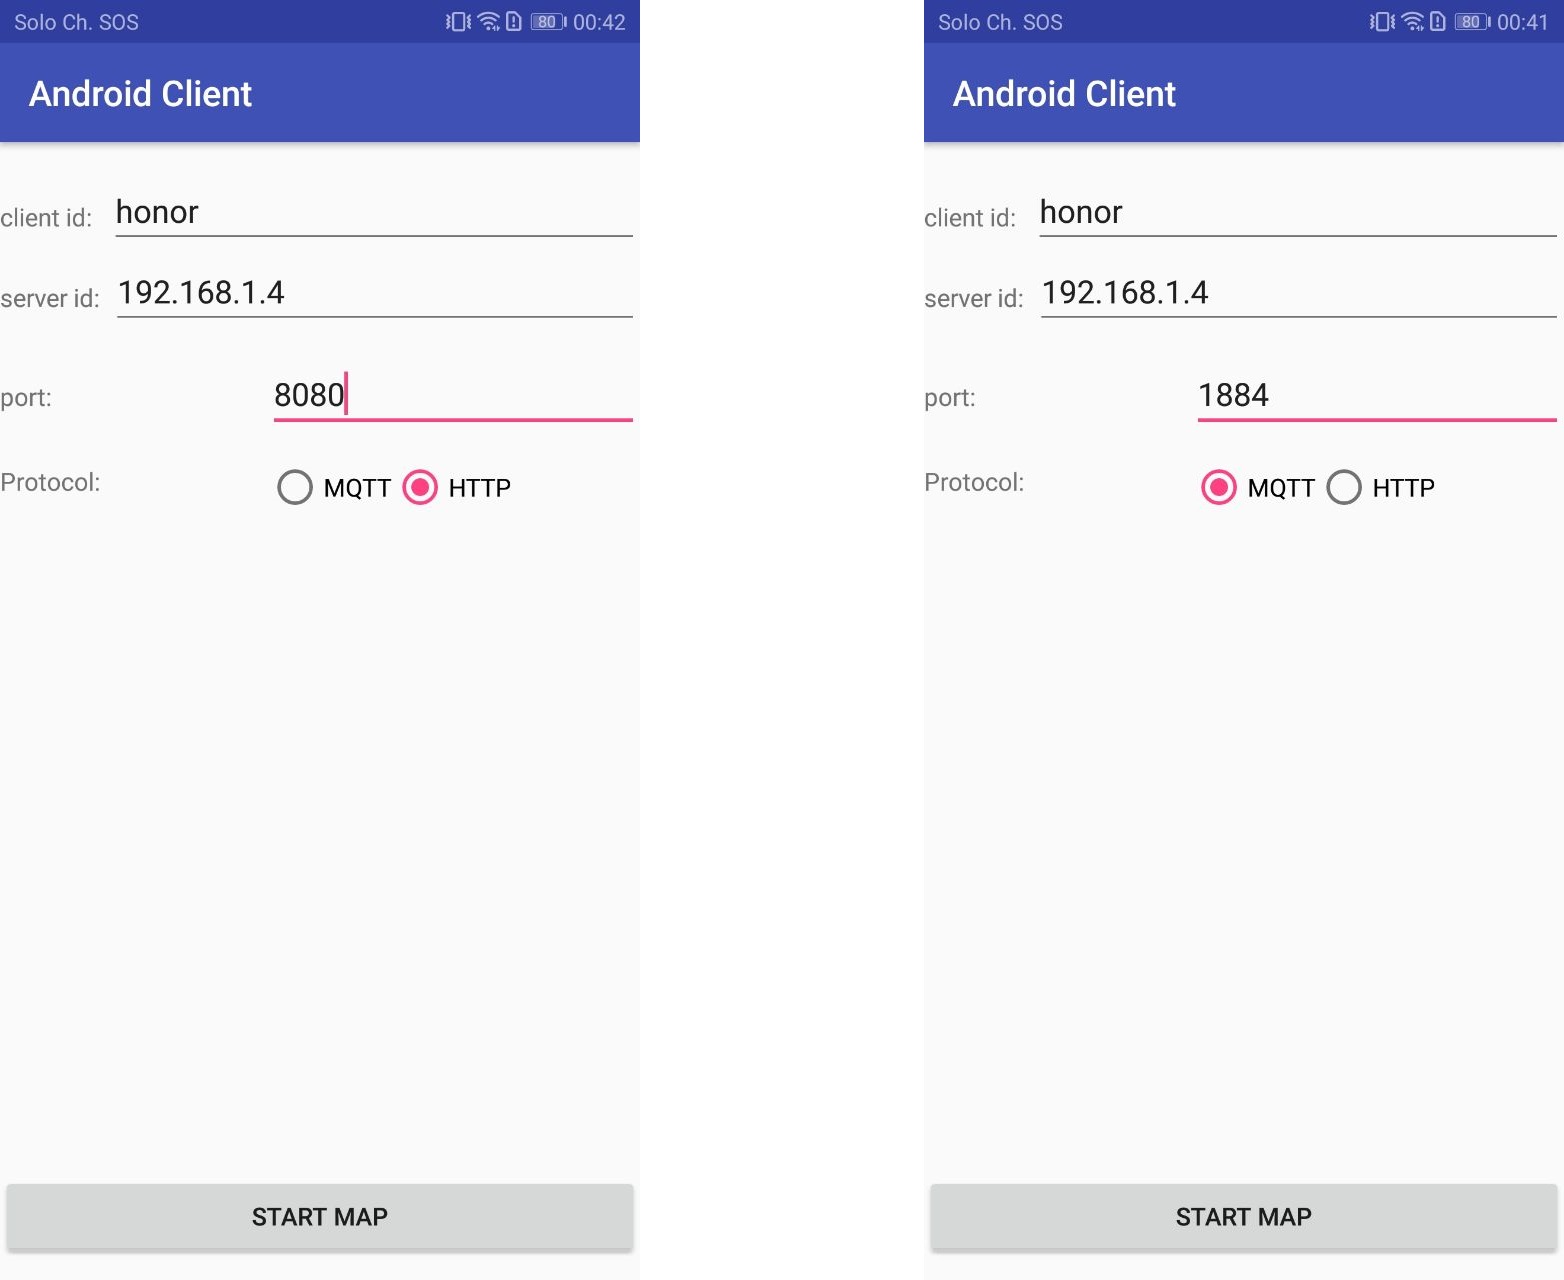 Solo Ch. SOS 80 00:42
Android Client
client id: honor
server id: 192.168.1.4
port: 8080
Protocol: MQTT HTTP
START MAP
Solo Ch. SOS 80 00:41
Android Client
client id: honor
server id: 192.168.1.4
port: 1884
Protocol: MQTT HTTP
START MAP